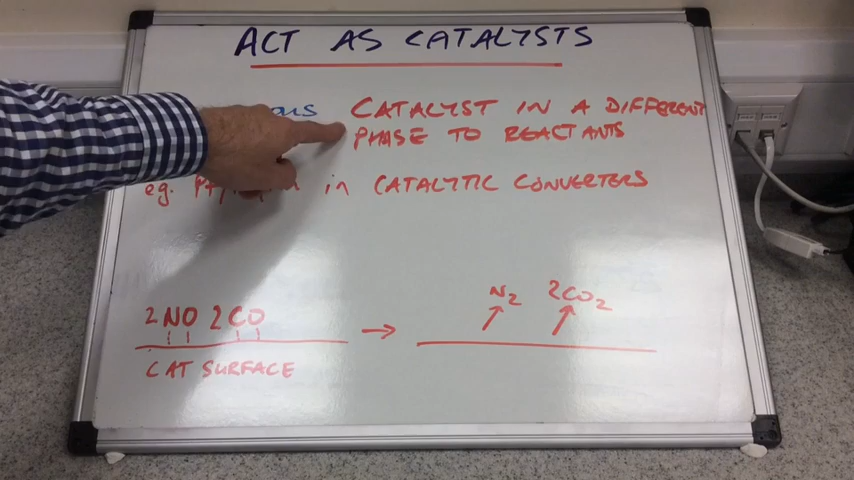 ACT AS CATALYSTS
CATALYST IN A DIFFERENT
PHASE TO REACTANTS
eg. in CATALYTIC CONVERTERS
2NO 2CO → N2 2CO2
CAT SURFACE